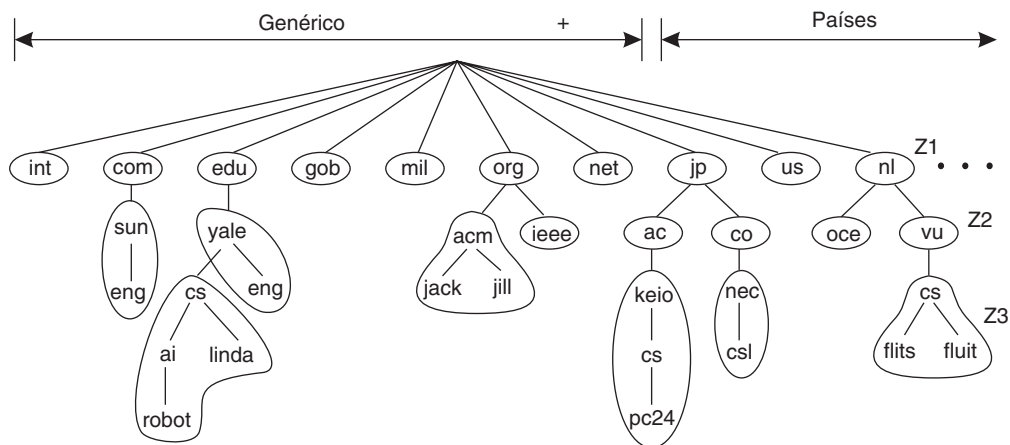 Genérico + Países
int com edu gob mil org net jp us nl Z1 • • •
sun yale acm ieee ac co oce vu Z2
eng cs eng jack jill keio nec cs Z3
ai linda cs csl flits fluit
robot pc24